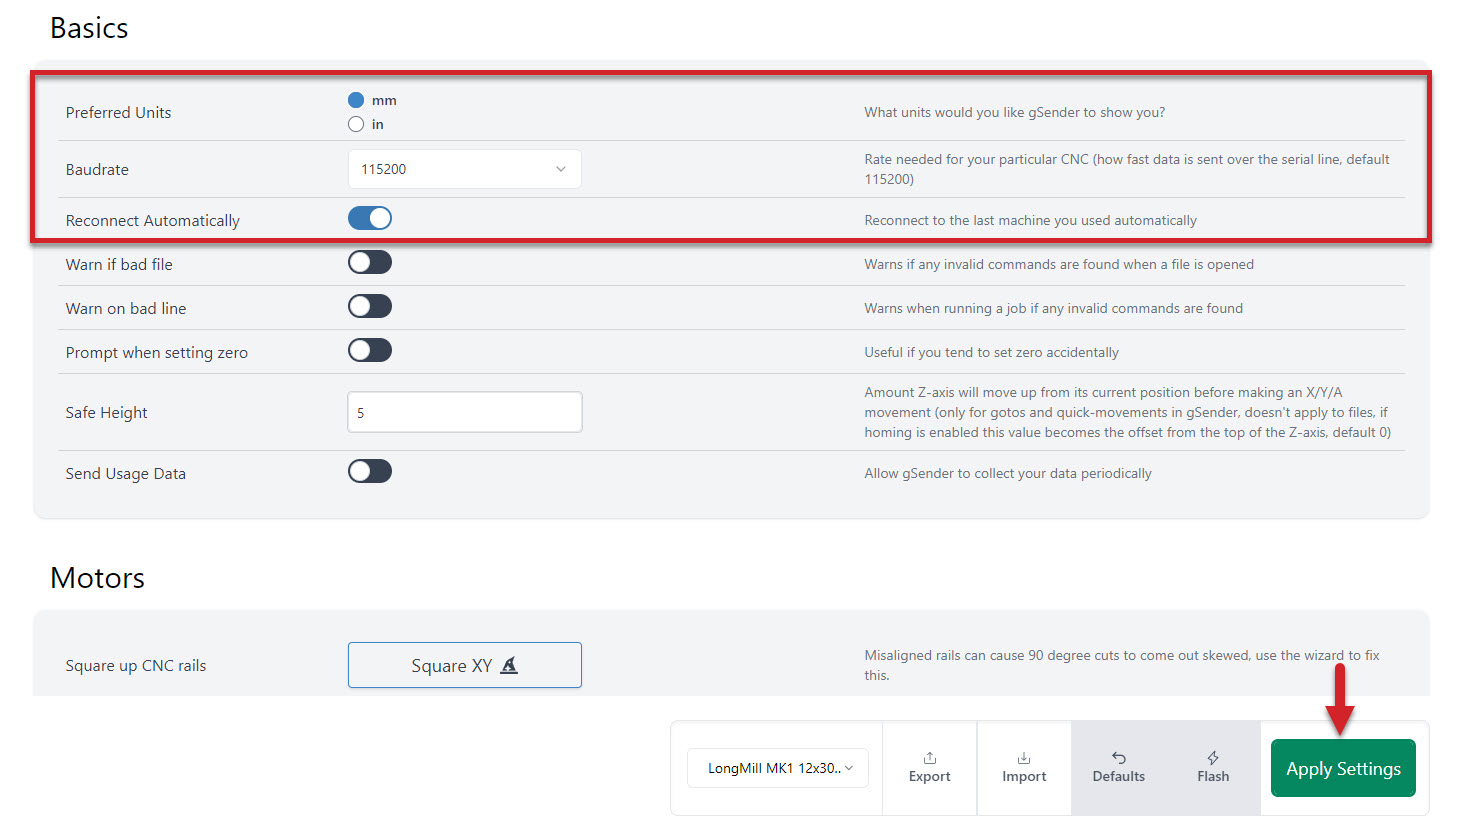 Basics
Preferred Units
mm
in
What units would you like gSender to show you?
Baudrate
115200
Rate needed for your particular CNC (how fast data is sent over the serial line, default
115200)
Reconnect Automatically
Reconnect to the last machine you used automatically
Warn if bad file
Warns if any invalid commands are found when a file is opened
Warn on bad line
Warns when running a job if any invalid commands are found
Prompt when setting zero
Useful if you tend to set zero accidentally
Safe Height
5
Amount Z-axis will move up from its current position before making an X/Y/A
movement (only for gotos and quick-movements in gSender, doesn't apply to files, if
homing is enabled this value becomes the offset from the top of the Z-axis, default 0)
Send Usage Data
Allow gSender to collect your data periodically
Motors
Square up CNC rails
Square XY
Misaligned rails can cause 90 degree cuts to come out skewed, use the wizard to fix
this.
LongMill MK1 12x30..
Export
Import
Defaults
Flash
Apply Settings